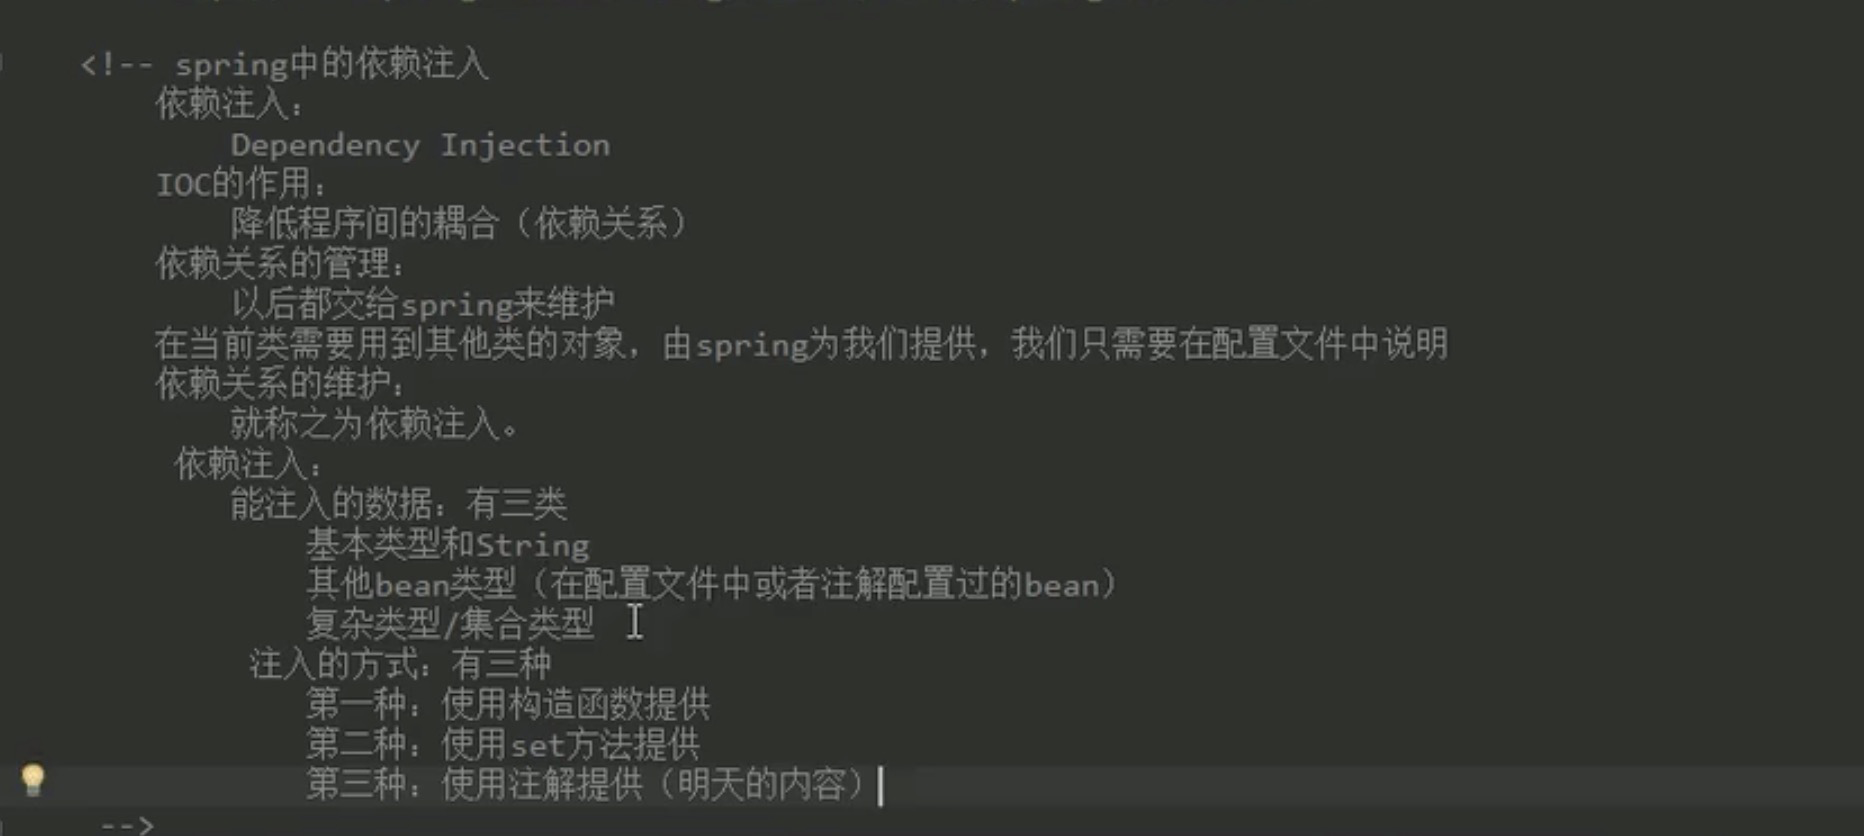 <!-- spring中的依赖注入
依赖注入:
Dependency Injection
IOC的作用:
降低程序间的耦合（依赖关系）
依赖关系的管理:
以后都交给spring来维护
在当前类需要用到其他类的对象，由spring为我们提供，我们只需要在配置文件中说明
依赖关系的维护:
就称之为依赖注入。
依赖注入:
能注入的数据：有三类
基本类型和String
其他bean类型（在配置文件中或者注解配置过的bean）
复杂类型/集合类型
注入的方式：有三种
第一种：使用构造函数提供
第二种：使用set方法提供
第三种：使用注解提供（明天的内容）
-->